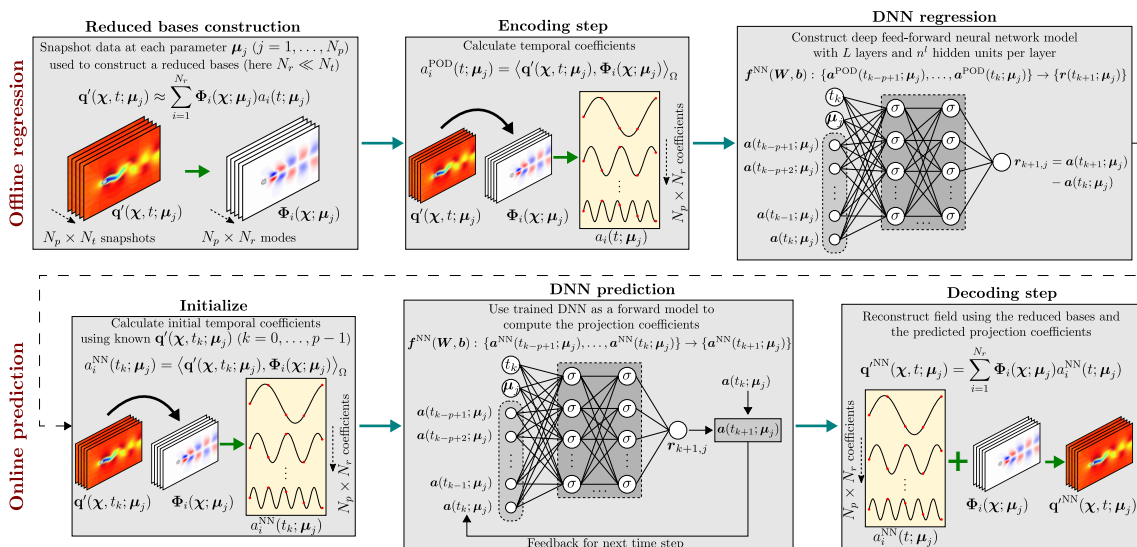 Offline regression
Reduced bases construction
Snapshot data at each parameter μ_j (j = 1, …, N_p)
used to construct a reduced bases (here N_r ≪ N_t)
q′(χ, t; μ_j) ≈ ∑_{i=1}^{N_r} Φ_i(χ; μ_j)a_i(t; μ_j)
q′(χ, t; μ_j)
Φ_i(χ; μ_j)
N_p × N_t snapshots
N_p × N_r modes
Encoding step
Calculate temporal coefficients
a_i^{POD}(t; μ_j) = ⟨q′(χ, t; μ_j), Φ_i(χ; μ_j)⟩_Ω
q′(χ, t; μ_j)
Φ_i(χ; μ_j)
a_i(t; μ_j)
N_p × N_r coefficients
DNN regression
Construct deep feed-forward neural network model
with L layers and n^l hidden units per layer
f^{NN}(W, b) : {a^{POD}(t_{k−p+1}; μ_j), …, a^{POD}(t_k; μ_j)} → {r(t_{k+1}; μ_j)}
t_k
μ_j
a(t_{k−p+1}; μ_j)
a(t_{k−p+2}; μ_j)
a(t_{k−1}; μ_j)
a(t_k; μ_j)
σ σ
σ σ
σ σ
σ σ
r_{k+1,j} = a(t_{k+1}; μ_j)
− a(t_k; μ_j)
Online prediction
Initialize
Calculate initial temporal coefficients
using known q′(χ, t_k; μ_j) (k = 0, …, p − 1)
a_i^{NN}(t_k; μ_j) = ⟨q′(χ, t_k; μ_j), Φ_i(χ; μ_j)⟩_Ω
q′(χ, t_k; μ_j)
Φ_i(χ; μ_j)
a_i^{NN}(t_k; μ_j)
N_p × N_r coefficients
DNN prediction
Use trained DNN as a forward model to
compute the projection coefficients
f^{NN}(W, b) : {a^{NN}(t_{k−p+1}; μ_j), …, a^{NN}(t_k; μ_j)} → {a^{NN}(t_{k+1}; μ_j)}
t_k
μ_j
a(t_{k−p+1}; μ_j)
a(t_{k−p+2}; μ_j)
a(t_{k−1}; μ_j)
a(t_k; μ_j)
σ σ
σ σ
σ σ
σ σ
r_{k+1,j}
a(t_k; μ_j)
a(t_{k+1}; μ_j)
Feedback for next time step
Decoding step
Reconstruct field using the reduced bases and
the predicted projection coefficients
q′^{NN}(χ, t; μ_j) = ∑_{i=1}^{N_r} Φ_i(χ; μ_j)a_i^{NN}(t; μ_j)
N_p × N_r coefficients
a_i^{NN}(t; μ_j)
+
Φ_i(χ; μ_j)
q′^{NN}(χ, t; μ_j)